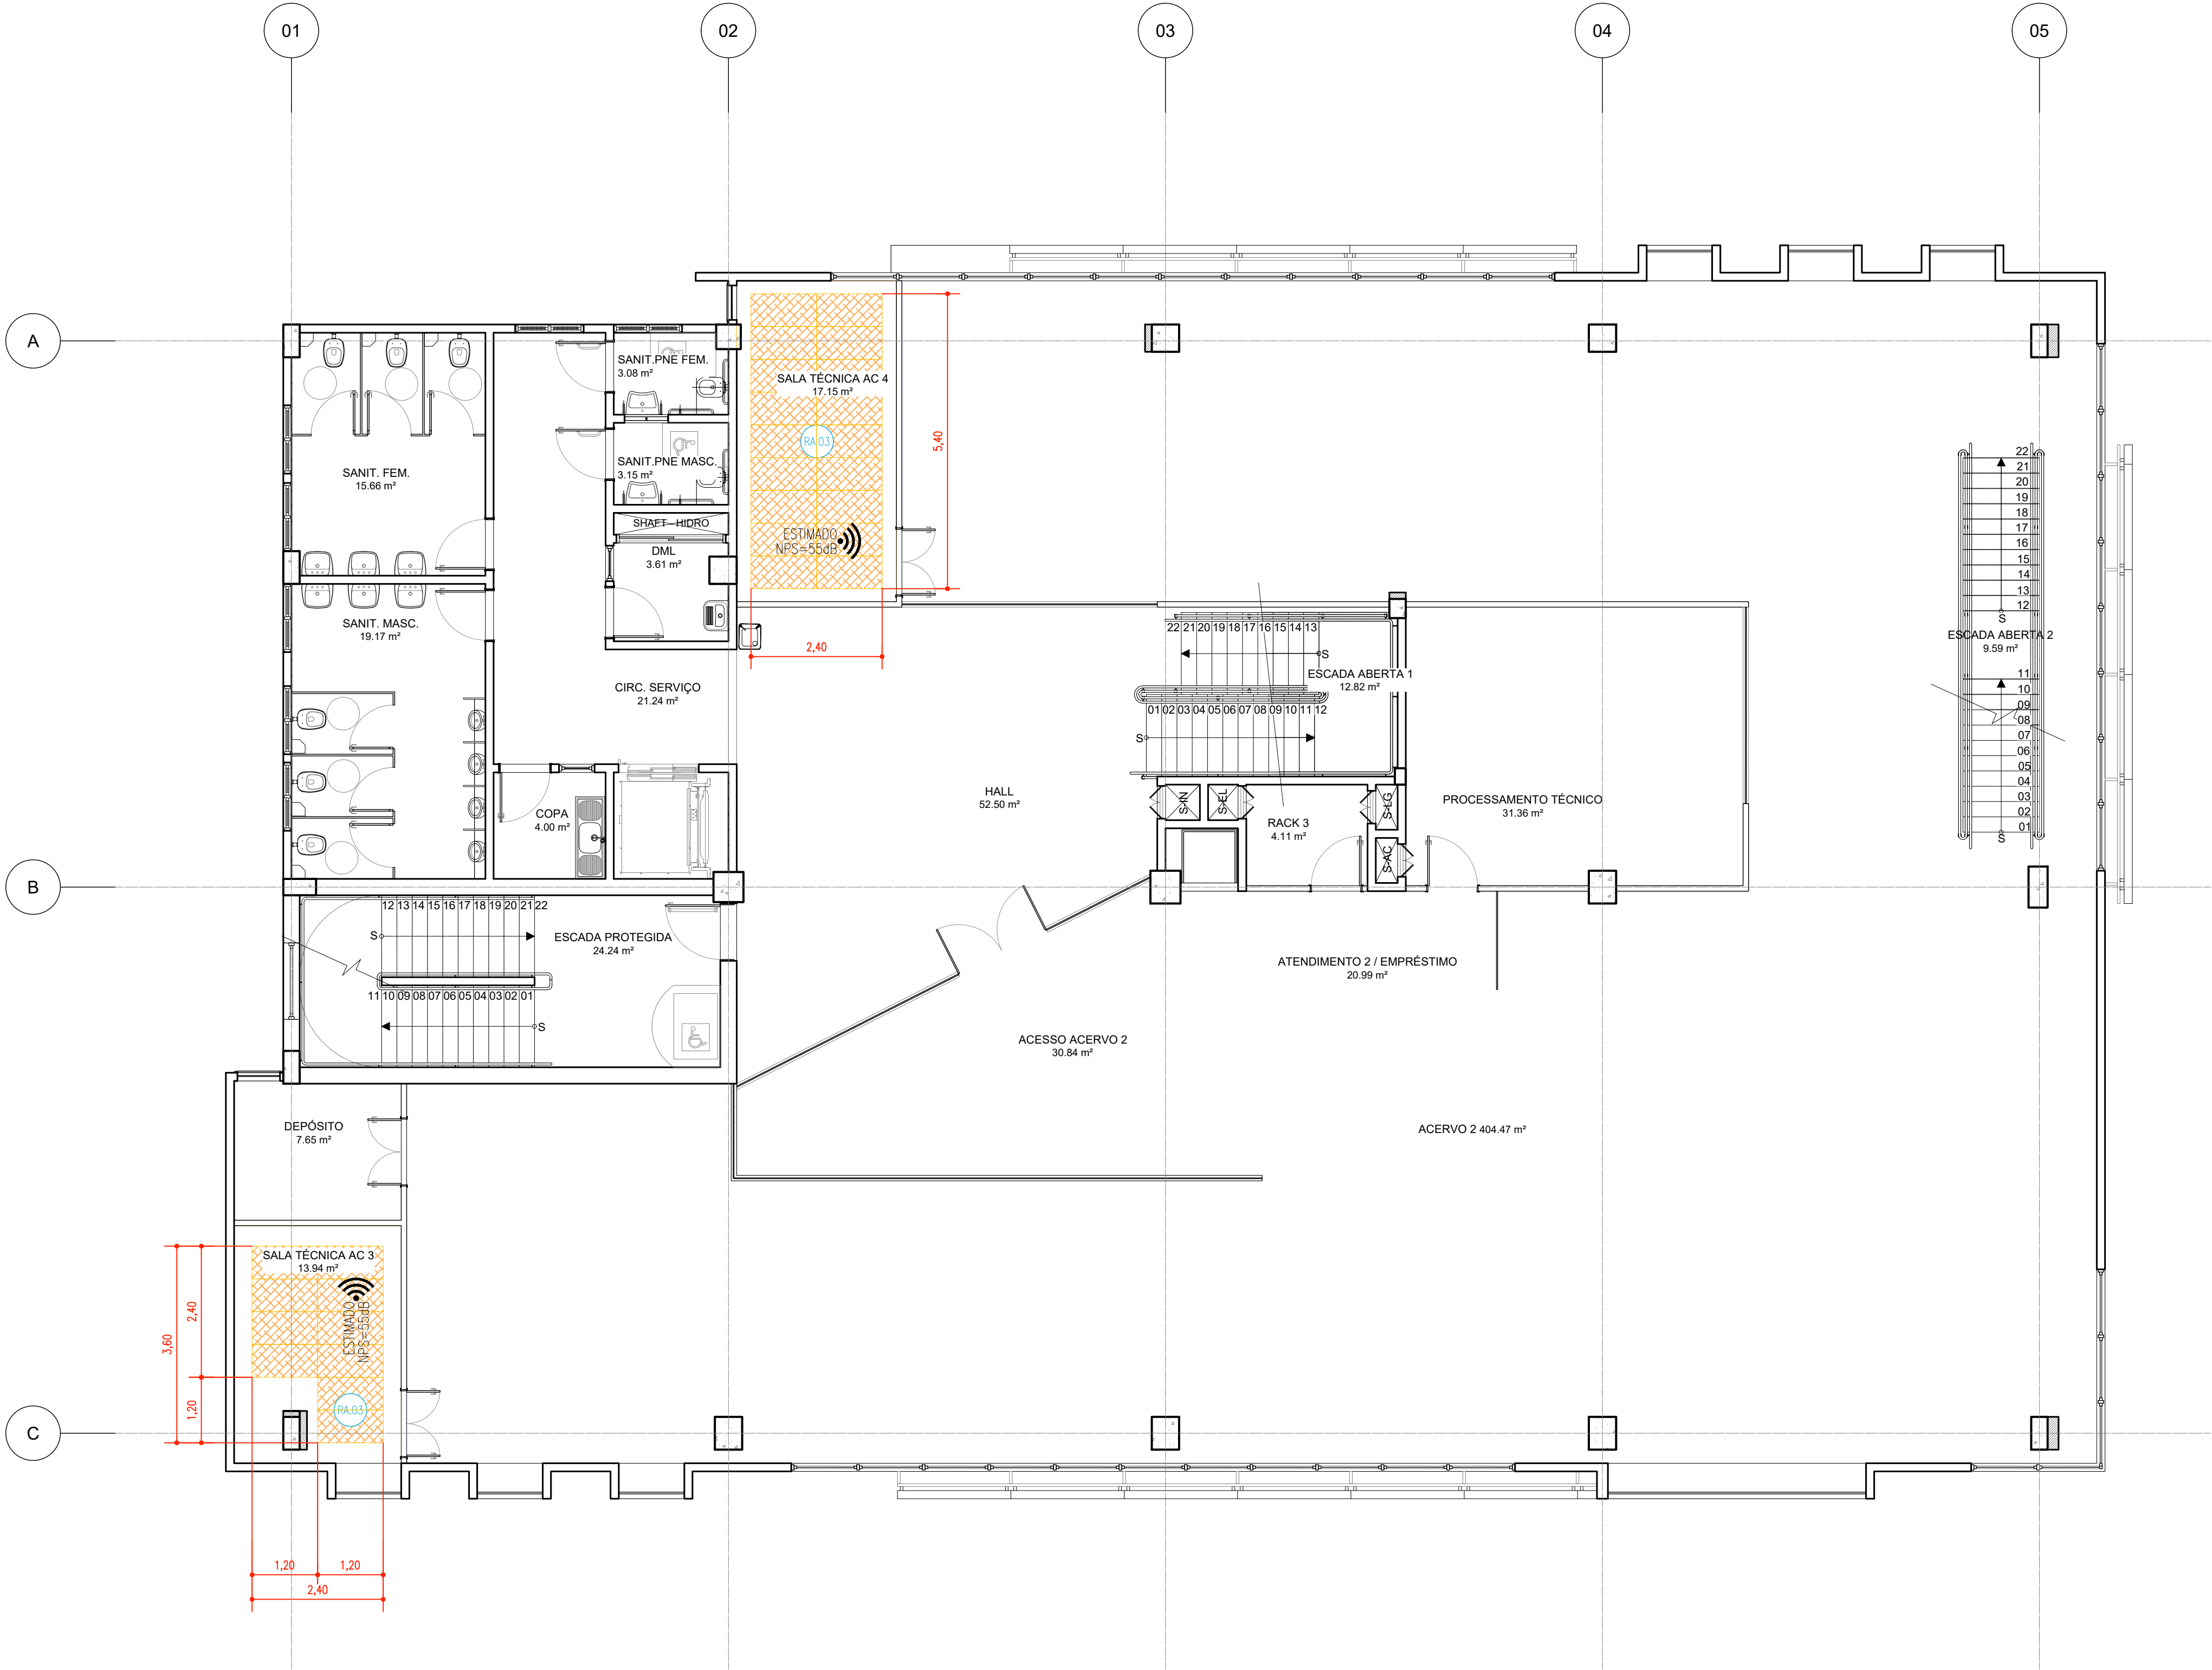 01
02
03
04
05
A
B
C
SANIT. FEM.
15.66 m²
SANIT.PNE FEM.
3.08 m²
SALA TÉCNICA AC 4
17.15 m²
RA.03
SANIT.PNE MASC.
3.15 m²
5,40
SHAFT - HIDRO
ESTIMADO
NPS=55dB
DML
3.61 m²
SANIT. MASC.
19.17 m²
2,40
CIRC. SERVIÇO
21.24 m²
22 21 20 19 18 17 16 15 14 13
S
ESCADA ABERTA 1
12.82 m²
01 02 03 04 05 06 07 08 09 10 11 12
S
22
21
20
19
18
17
16
15
14
13
12
S
ESCADA ABERTA 2
9.59 m²
11
10
09
08
07
06
05
04
03
02
01
S
HALL
52.50 m²
COPA
4.00 m²
S-IN
S-EL
RACK 3
4.11 m²
S-LG
S-AC
PROCESSAMENTO TÉCNICO
31.36 m²
12 13 14 15 16 17 18 19 20 21 22
S
ESCADA PROTEGIDA
24.24 m²
11 10 09 08 07 06 05 04 03 02 01
S
ATENDIMENTO 2 / EMPRÉSTIMO
20.99 m²
ACESSO ACERVO 2
30.84 m²
ACERVO 2 404.47 m²
DEPÓSITO
7.65 m²
SALA TÉCNICA AC 3
13.94 m²
ESTIMADO
NPS=55dB
RA.03
3,60
2,40
1,20
1,20
1,20
2,40